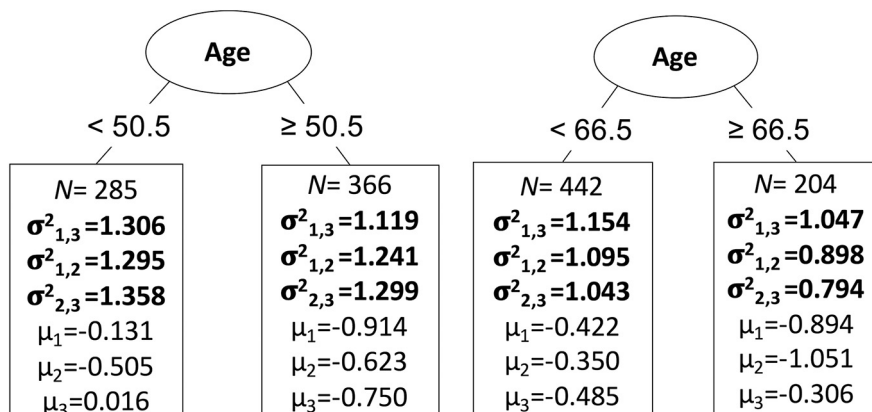 Age
< 50.5
≥ 50.5
N= 285
σ²₁,₃=1.306
σ²₁,₂=1.295
σ²₂,₃=1.358
μ₁=-0.131
μ₂=-0.505
μ₃=0.016
N= 366
σ²₁,₃=1.119
σ²₁,₂=1.241
σ²₂,₃=1.299
μ₁=-0.914
μ₂=-0.623
μ₃=-0.750
Age
< 66.5
≥ 66.5
N= 442
σ²₁,₃=1.154
σ²₁,₂=1.095
σ²₂,₃=1.043
μ₁=-0.422
μ₂=-0.350
μ₃=-0.485
N= 204
σ²₁,₃=1.047
σ²₁,₂=0.898
σ²₂,₃=0.794
μ₁=-0.894
μ₂=-1.051
μ₃=-0.306